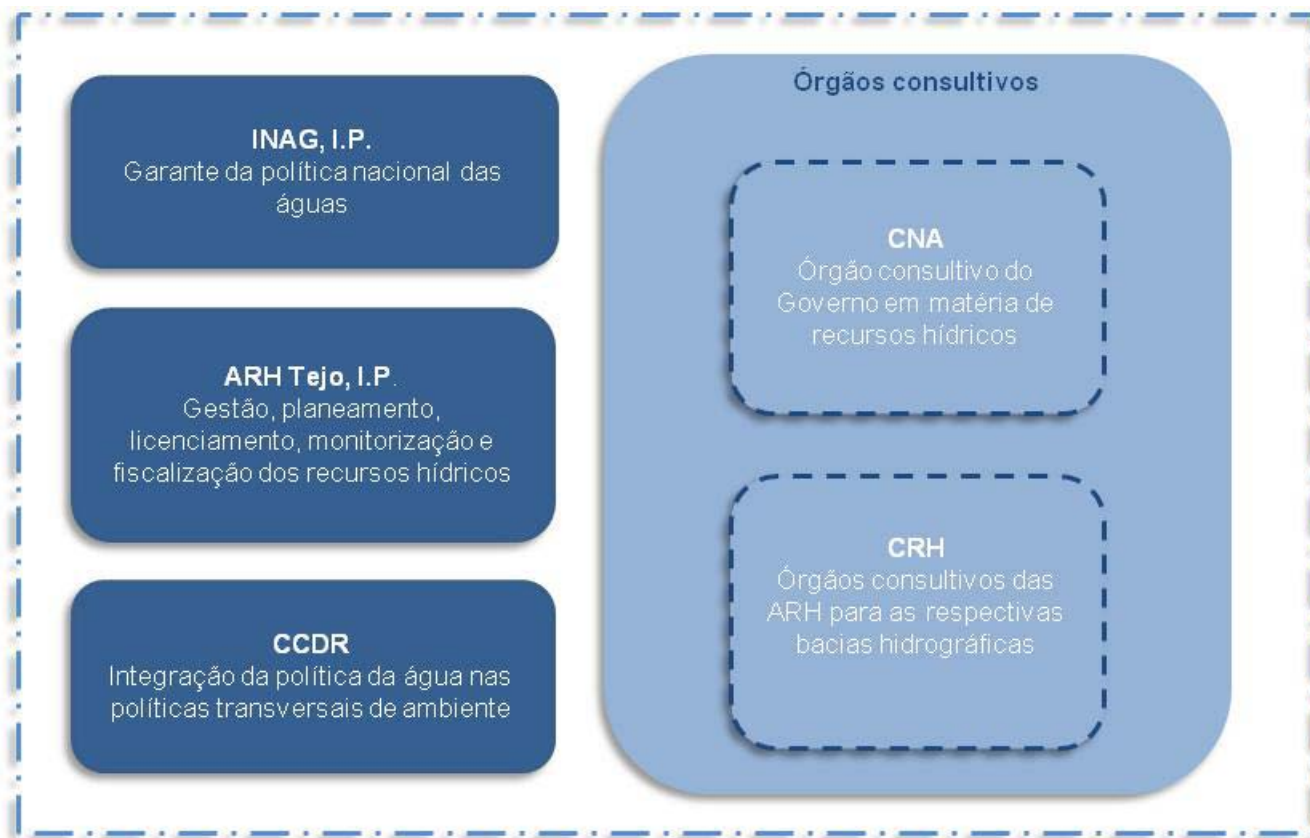 INAG, I.P.
Garante da política nacional das
águas
ARH Tejo, I.P.
Gestão, planeamento,
licenciamento, monitorização e
fiscalização dos recursos hídricos
CCDR
Integração da política da água nas
políticas transversais de ambiente
Órgãos consultivos
CNA
Órgão consultivo do
Governo em matéria de
recursos hídricos
CRH
Órgãos consultivos das
ARH para as respectivas
bacias hidrográficas